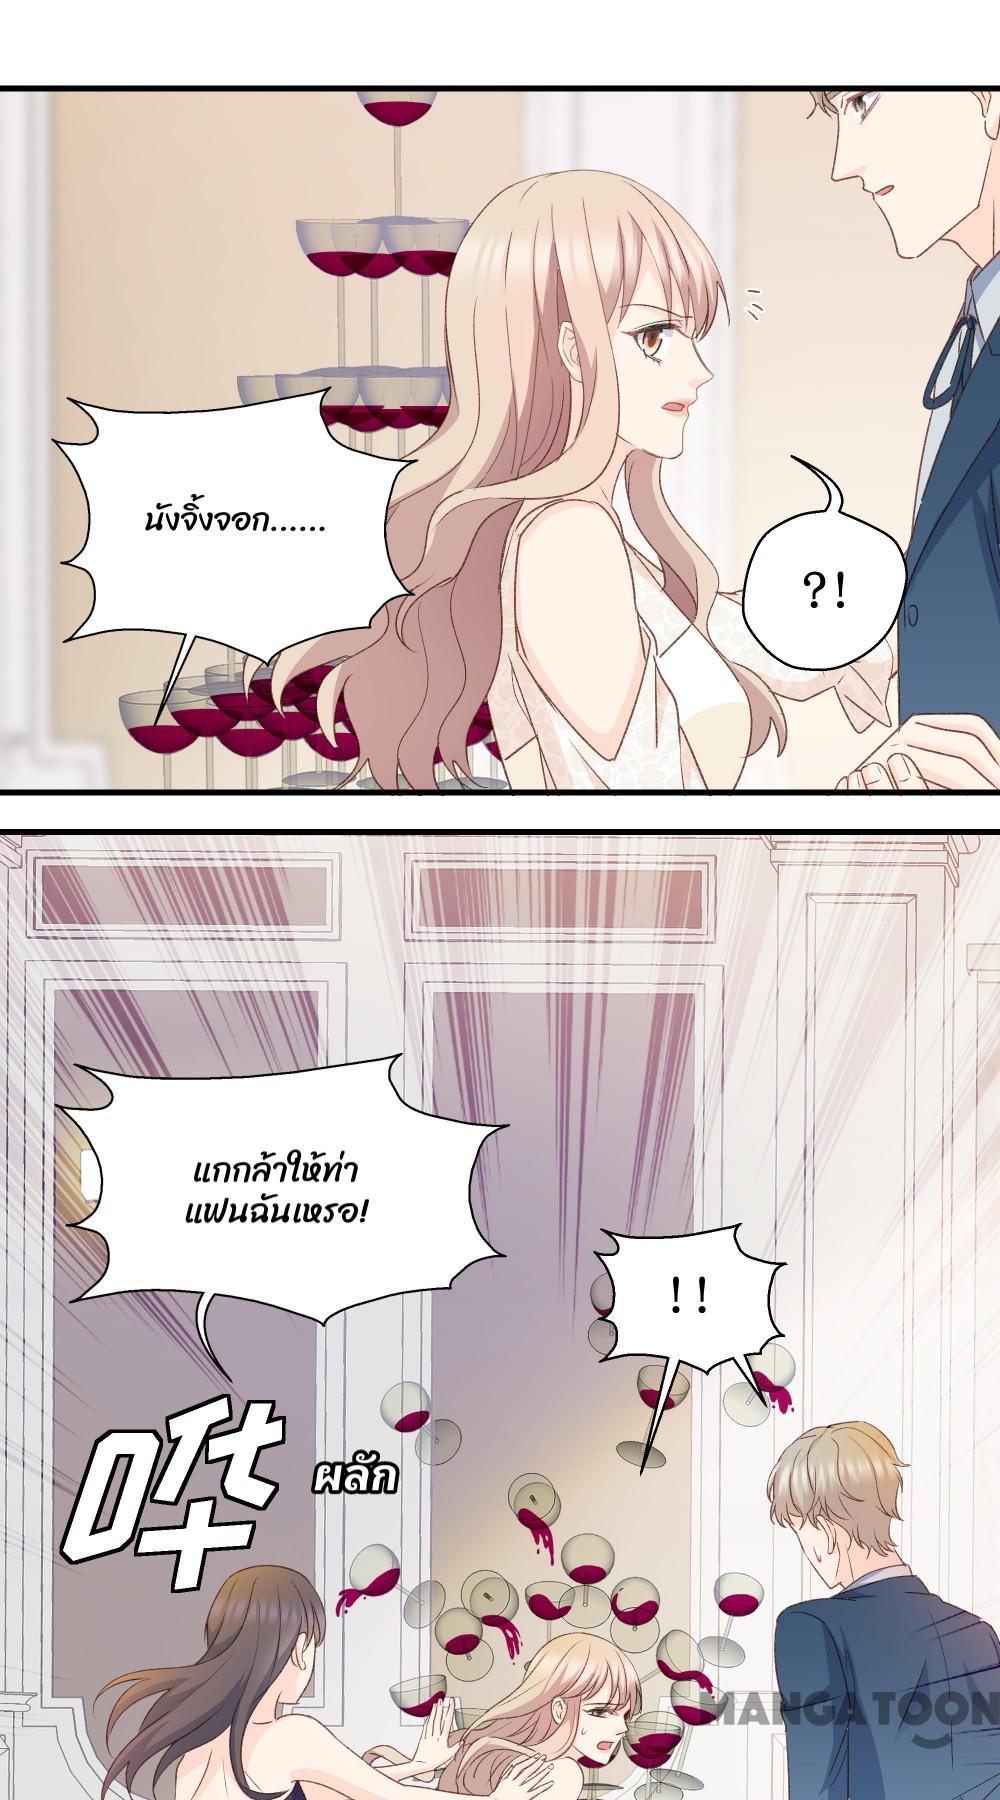 นังจิ้งจอก......
?!
แกกล้าให้ท่า
แฟนฉันเหรอ!
!!
哗
ผลัก
MANGATOON